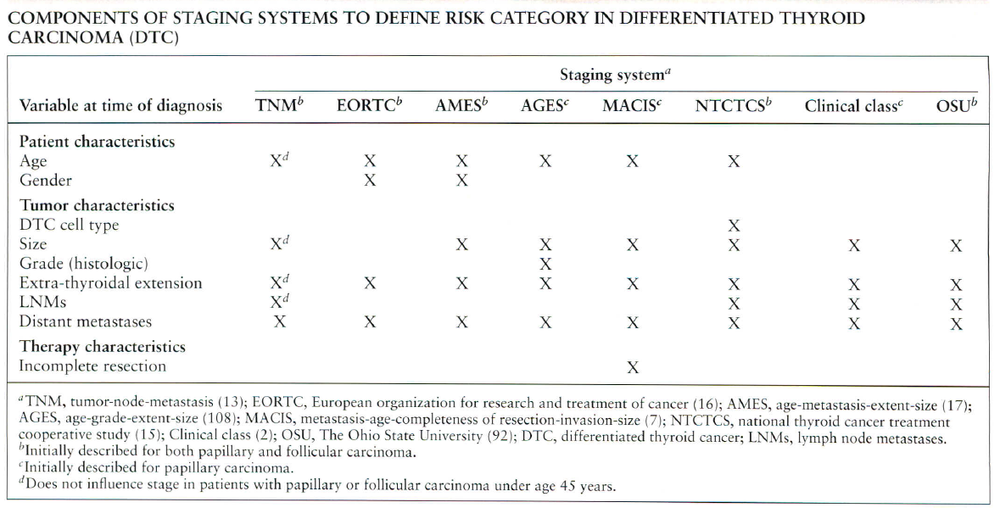 COMPONENTS OF STAGING SYSTEMS TO DEFINE RISK CATEGORY IN DIFFERENTIATED THYROID
CARCINOMA (DTC)
Staging system^a
Variable at time of diagnosis TNM^b EORTC^b AMES^b AGES^c MACIS^c NTCTCS^b Clinical class^c OSU^b
Patient characteristics
Age X^d X X X X X
Gender X X
Tumor characteristics
DTC cell type X
Size X^d X X X X X X
Grade (histologic) X
Extra-thyroidal extension X^d X X X X X X X
LNMs X^d X X X
Distant metastases X X X X X X X X
Therapy characteristics
Incomplete resection X
^aTNM, tumor-node-metastasis (13); EORTC, European organization for research and treatment of cancer (16); AMES, age-metastasis-extent-size (17);
AGES, age-grade-extent-size (108); MACIS, metastasis-age-completeness of resection-invasion-size (7); NTCTCS, national thyroid cancer treatment
cooperative study (15); Clinical class (2); OSU, The Ohio State University (92); DTC, differentiated thyroid cancer; LNMs, lymph node metastases.
^bInitially described for both papillary and follicular carcinoma.
^cInitially described for papillary carcinoma.
^dDoes not influence stage in patients with papillary or follicular carcinoma under age 45 years.